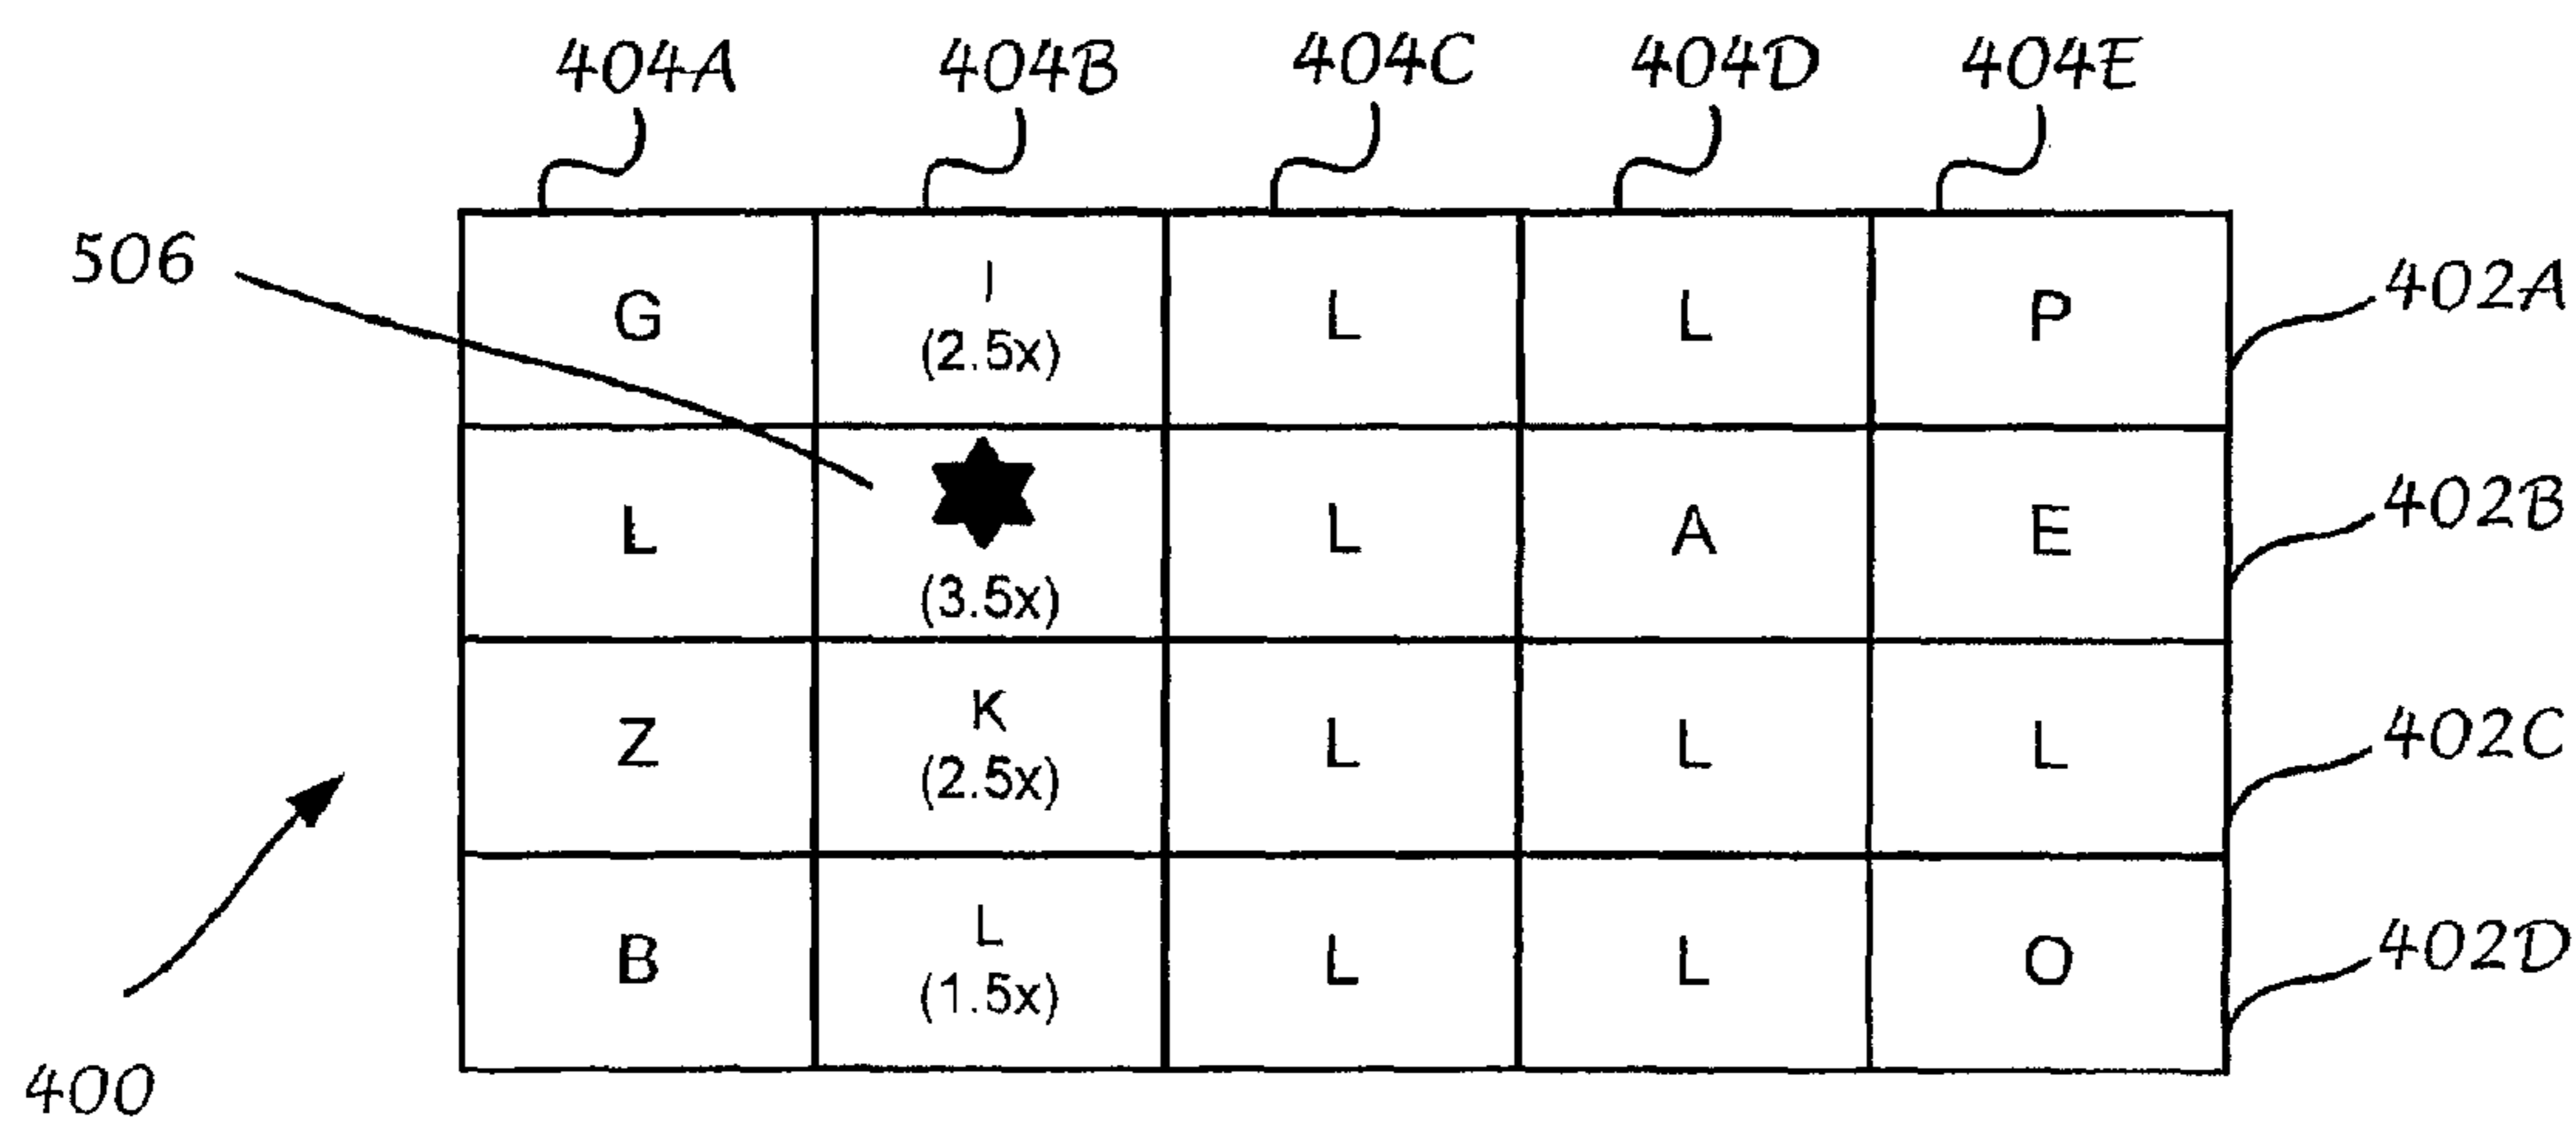 404A 404B 404C 404D 404E
506
G I (2.5x) L L P 402A
L (3.5x) L A E 402B
Z K (2.5x) L L L 402C
B L (1.5x) L L O 402D
400